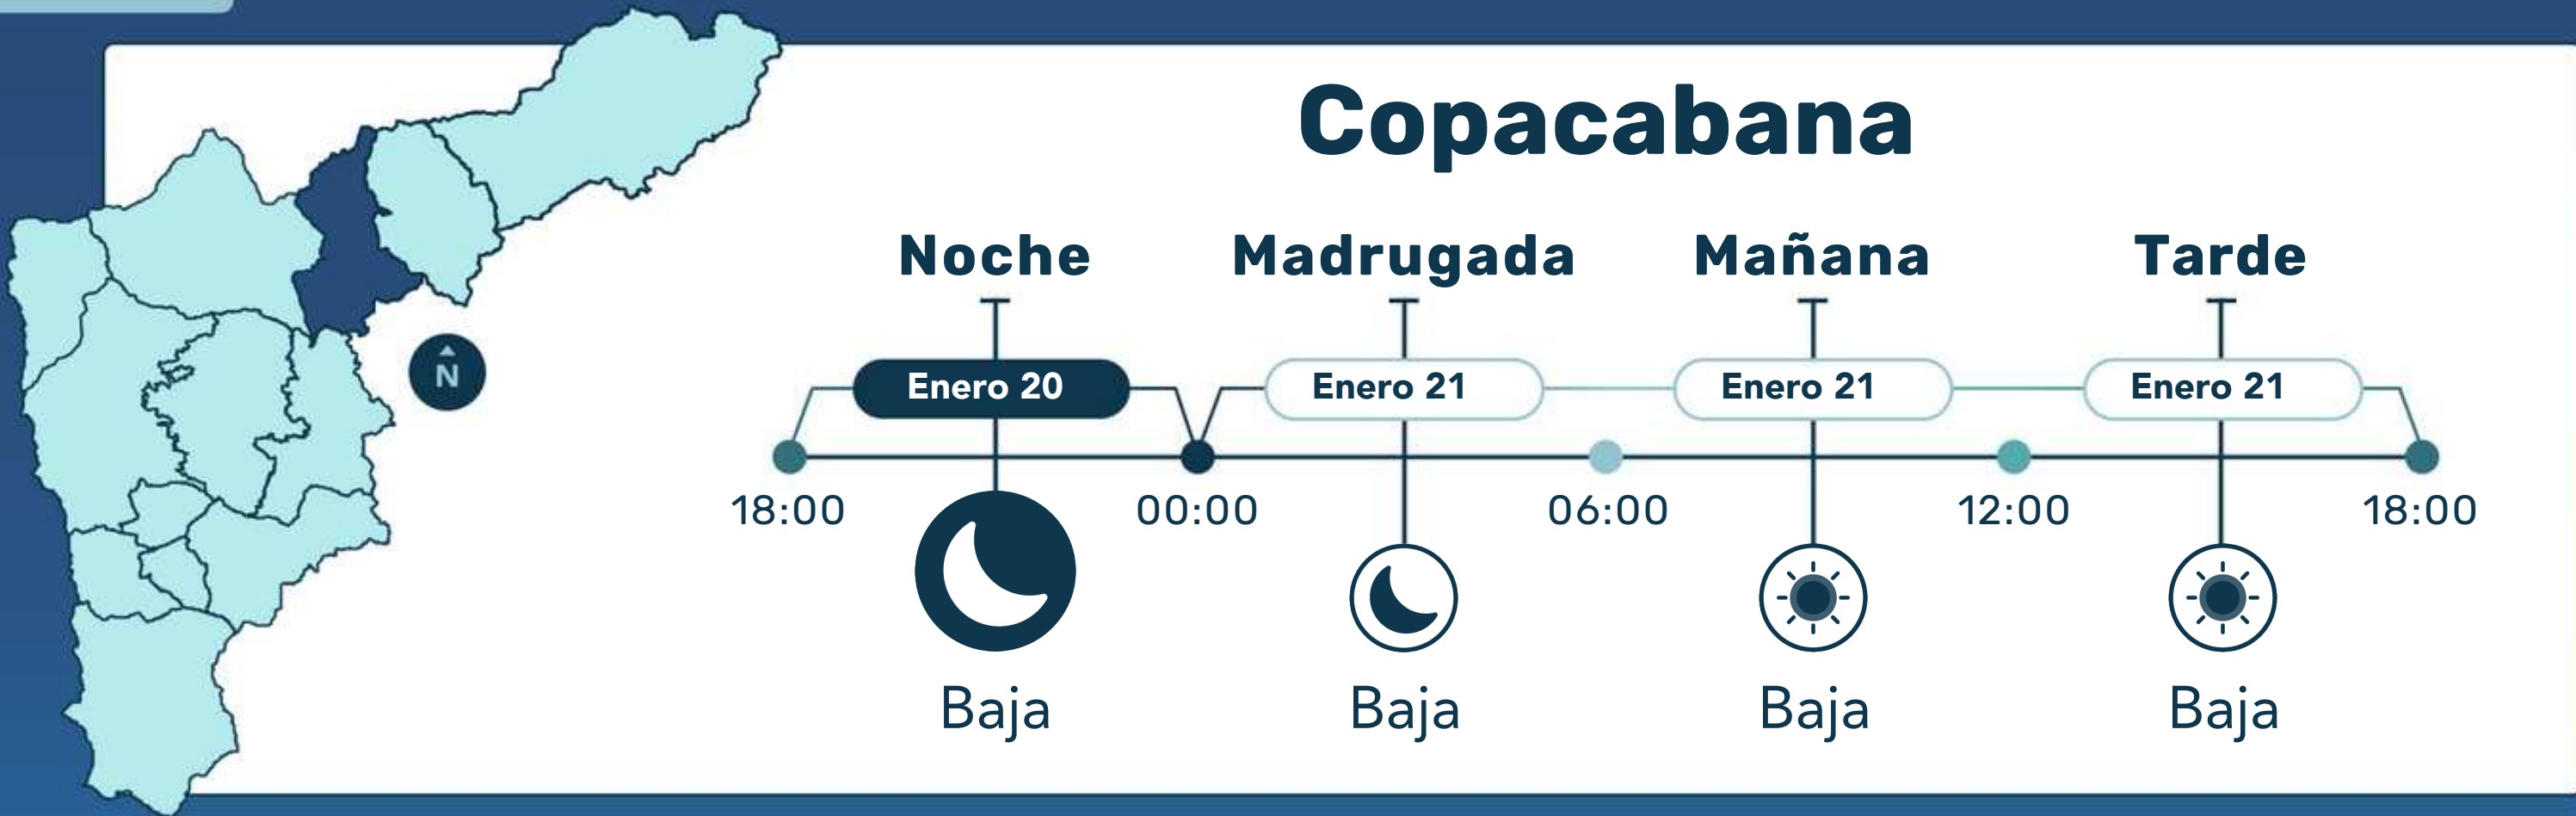 Copacabana
Noche Madrugada Mañana Tarde
Enero 20 Enero 21 Enero 21 Enero 21
N
18:00 00:00 06:00 12:00 18:00
Baja Baja Baja Baja